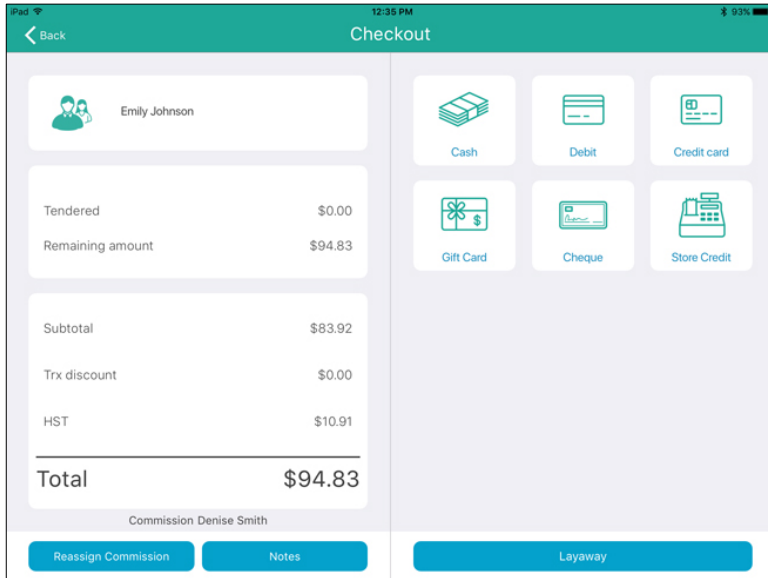 iPad 12:35 PM 93%
Back Checkout
Emily Johnson
Tendered $0.00
Remaining amount $94.83
Subtotal $83.92
Trx discount $0.00
HST $10.91
Total $94.83
Commission Denise Smith
Reassign Commission Notes
Cash Debit Credit card
$
Gift Card Cheque Store Credit
Layaway